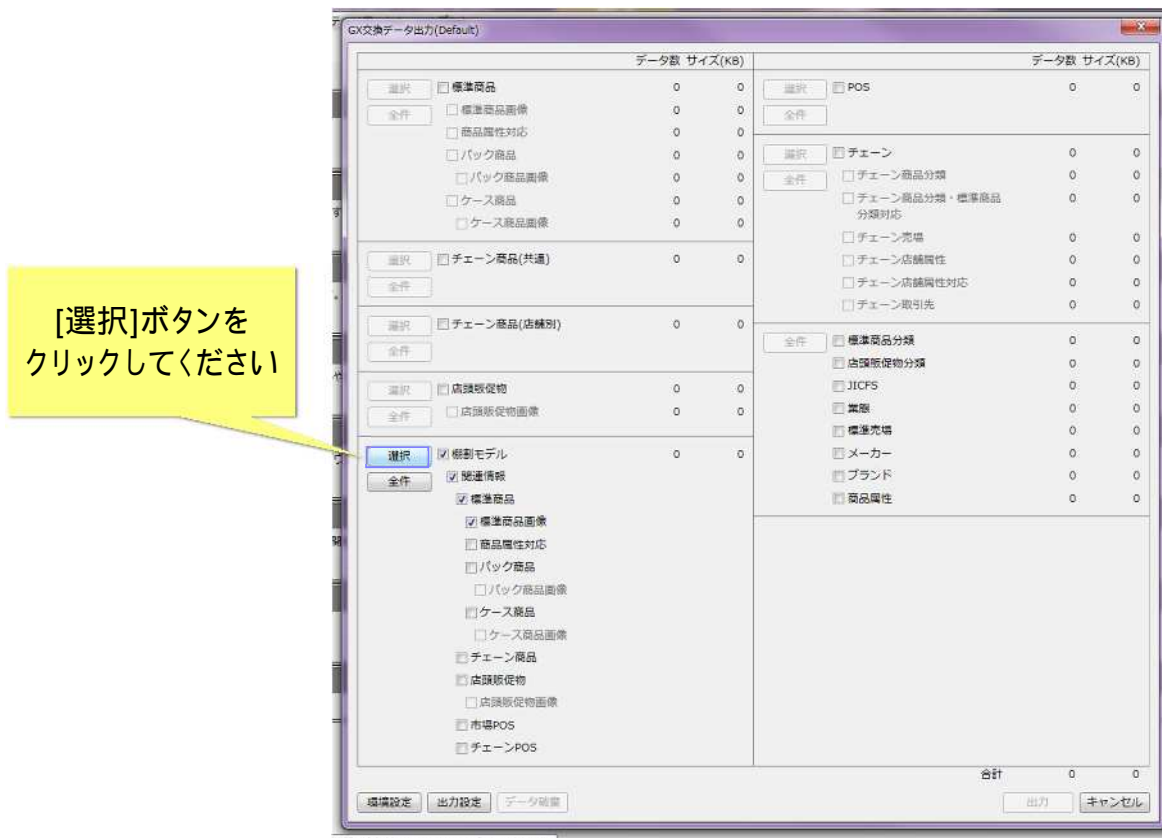 GX交換データ出力(Default)
データ数 サイズ(KB)
選択 標準商品 0 0
全件 標準商品画像 0 0
商品属性対応 0 0
パック商品 0 0
パック商品画像 0 0
ケース商品 0 0
ケース商品画像 0 0
選択 チェーン商品(共通) 0 0
全件
選択 チェーン商品(店舗別) 0 0
全件
選択 店頭販促物 0 0
全件 店頭販促物画像 0 0
[選択]ボタンを
クリックしてください
選択 棚割モデル 0 0
全件 関連情報
標準商品
標準商品画像
商品属性対応
パック商品
パック商品画像
ケース商品
ケース商品画像
チェーン商品
店頭販促物
店頭販促物画像
市場POS
チェーンPOS
データ数 サイズ(KB)
選択 POS 0 0
全件
選択 チェーン 0 0
全件 チェーン商品分類 0 0
チェーン商品分類・標準商品 0 0
分類対応
チェーン売場 0 0
チェーン店舗属性 0 0
チェーン店舗属性対応 0 0
チェーン取引先 0 0
全件 標準商品分類 0 0
店頭販促物分類 0 0
JICFS 0 0
業態 0 0
標準売場 0 0
メーカー 0 0
ブランド 0 0
商品属性 0 0
合計 0 0
環境設定 出力設定 データ破棄 出力 キャンセル